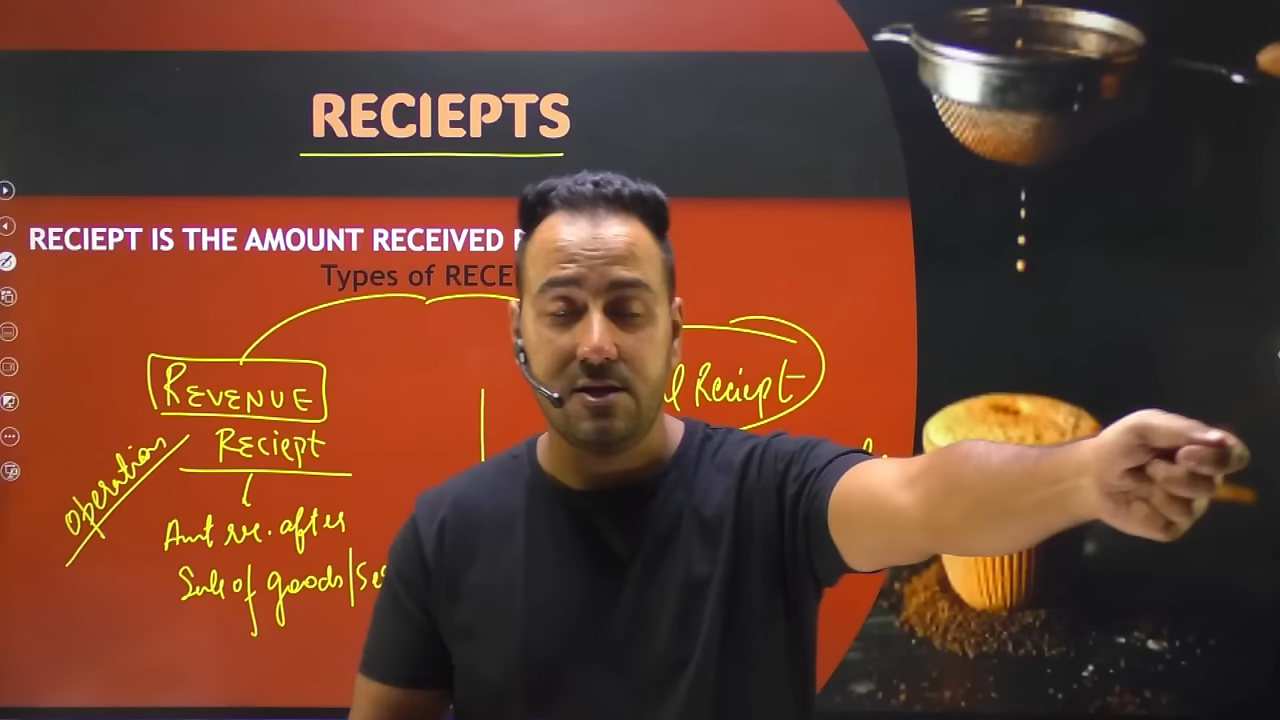 RECIEPTS
RECIEPT IS THE AMOUNT RECEIVED
Types of RECE
REVENUE
Reciept
Reciept
operation
Amt rec. after
Sale of goods/Se